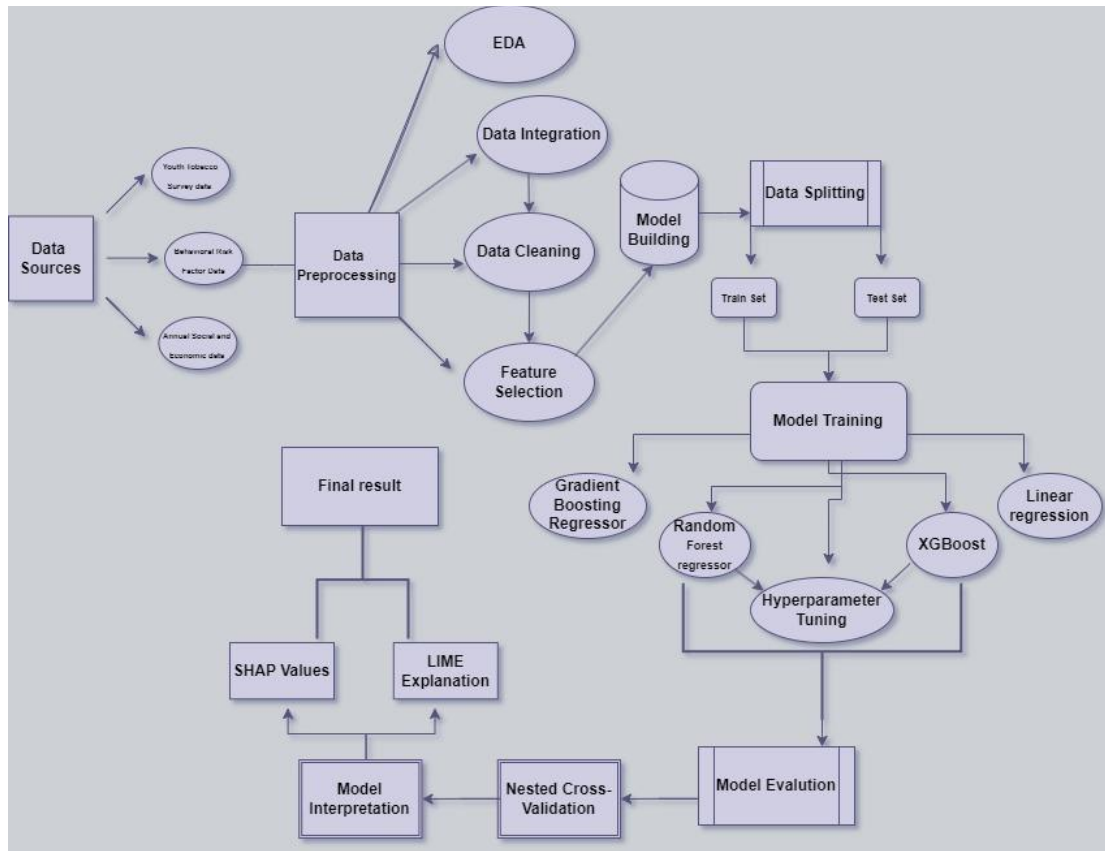 EDA
Data Integration
Youth Tobacco
Survey data
Data
Sources
Behavioral Risk
Factor Data
Annual Social and
Economic data
Data
Preprocessing
Data Cleaning
Feature
Selection
Model
Building
Data Splitting
Train Set
Test Set
Model Training
Gradient
Boosting
Regressor
Random
Forest
regressor
XGBoost
Linear
regression
Hyperparameter
Tuning
Final result
SHAP Values
LIME
Explanation
Model
Interpretation
Nested Cross-
Validation
Model Evalution